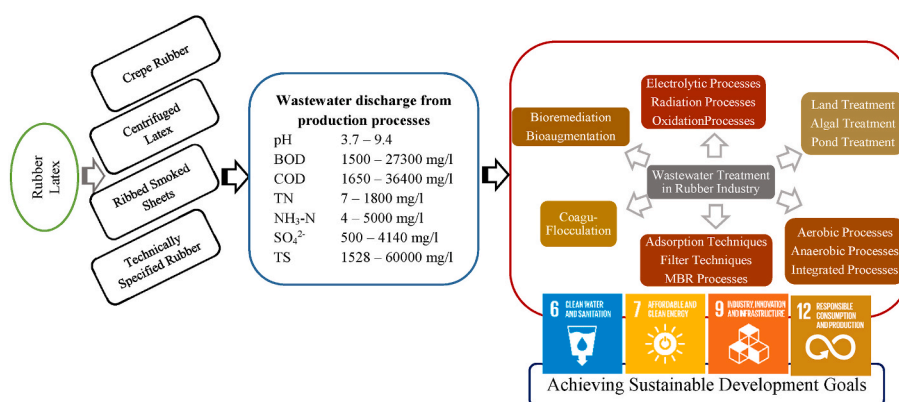 Rubber
Latex
Crepe Rubber
Centrifuged
Latex
Ribbed Smoked
Sheets
Technically
Specified Rubber
Wastewater discharge from
production processes
pH 3.7 – 9.4
BOD 1500 – 27300 mg/l
COD 1650 – 36400 mg/l
TN 7 – 1800 mg/l
NH₃-N 4 – 5000 mg/l
SO₄²⁻ 500 – 4140 mg/l
TS 1528 – 60000 mg/l
Bioremediation
Bioaugmentation
Electrolytic Processes
Radiation Processes
OxidationProcesses
Land Treatment
Algal Treatment
Pond Treatment
Wastewater Treatment
in Rubber Industry
Coagu-
Flocculation
Adsorption Techniques
Filter Techniques
MBR Processes
Aerobic Processes
Anaerobic Processes
Integrated Processes
6 CLEAN WATER
AND SANITATION
7 AFFORDABLE AND
CLEAN ENERGY
9 INDUSTRY, INNOVATION
AND INFRASTRUCTURE
12 RESPONSIBLE
CONSUMPTION
AND PRODUCTION
Achieving Sustainable Development Goals